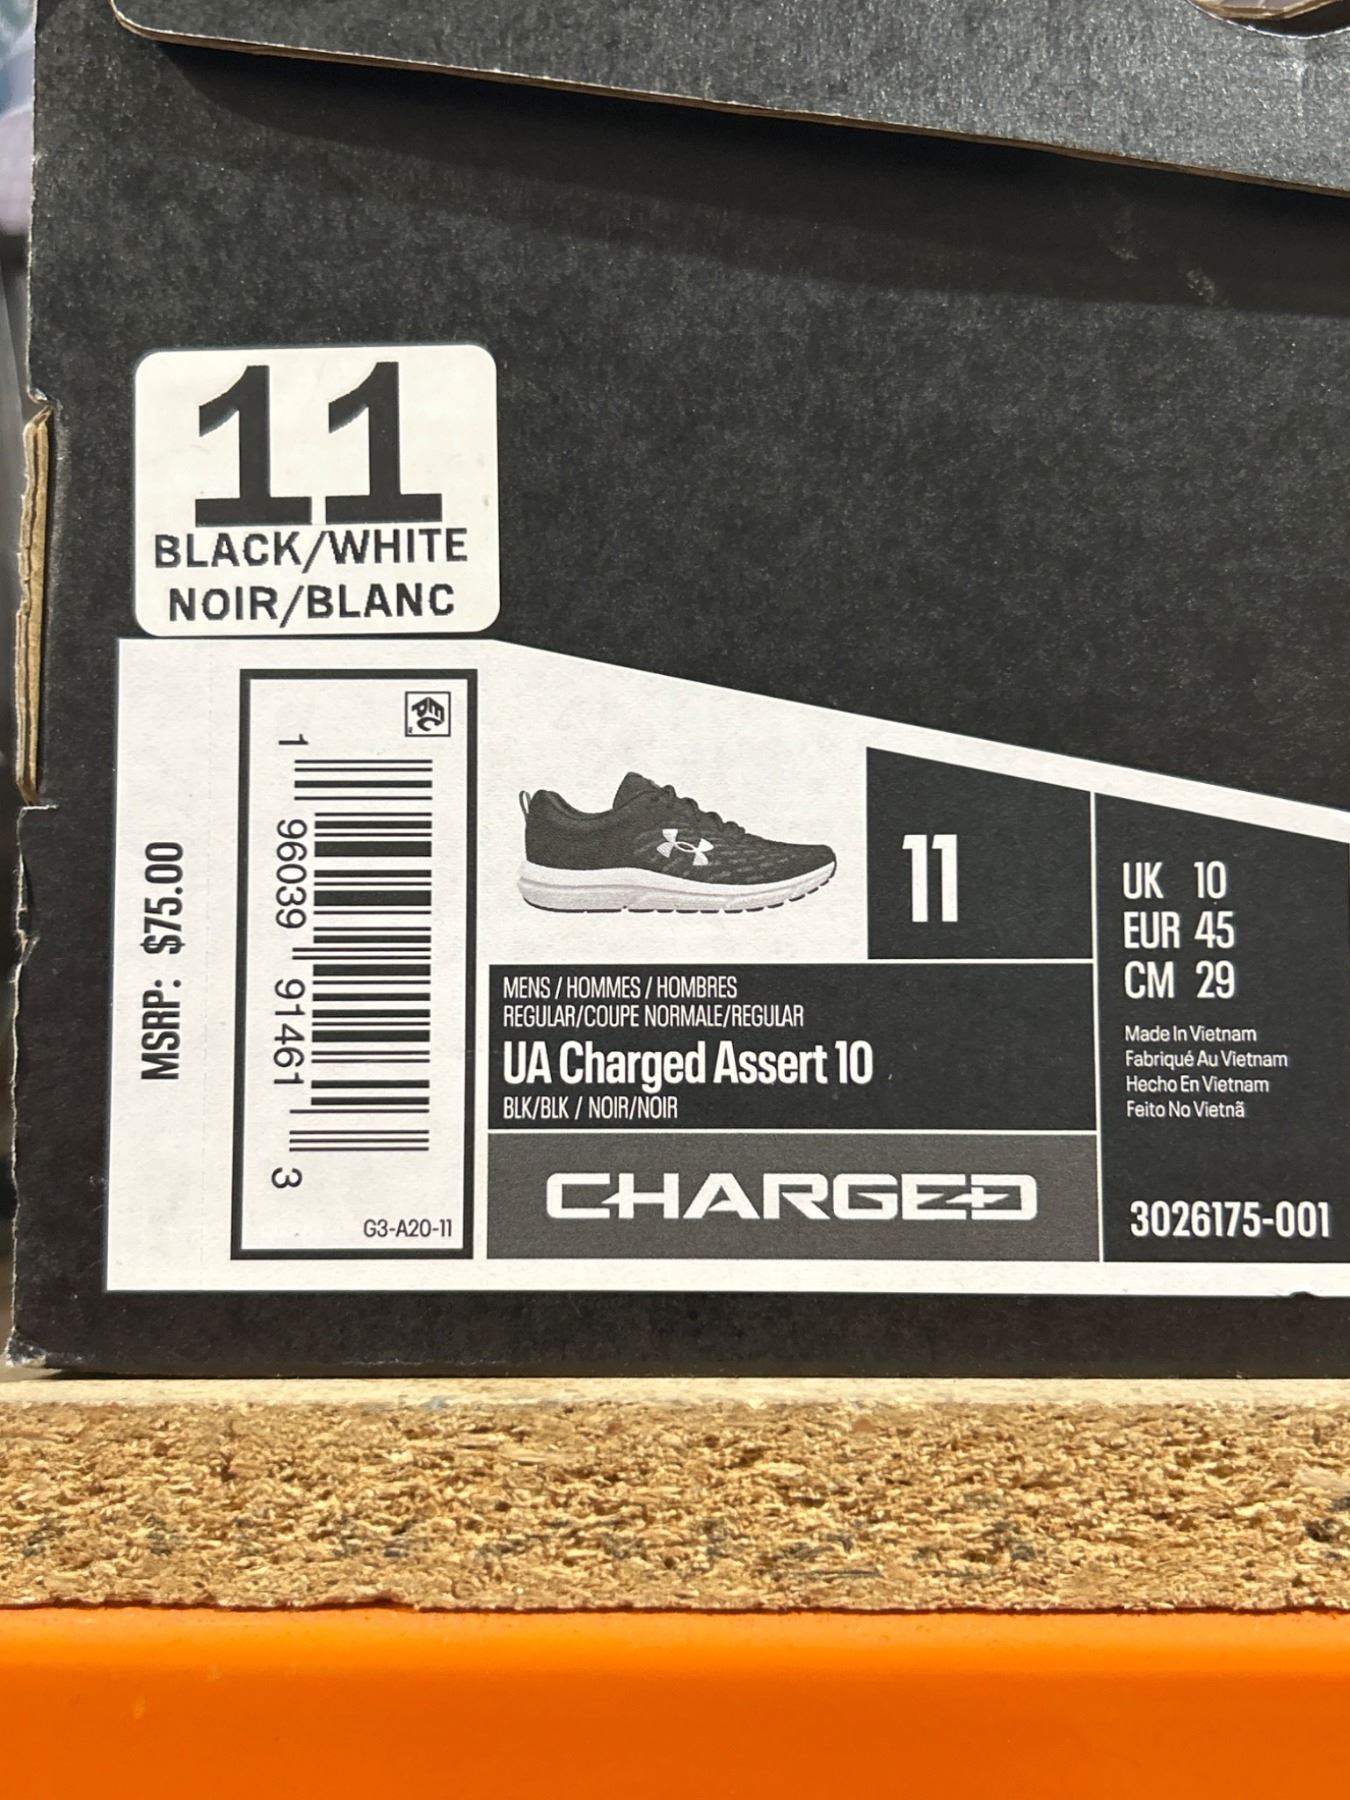 11
BLACK/WHITE
NOIR/BLANC
MSRP: $75.00
1 96039 91461 3
EPC
G3-A20-11
11
UK 10
EUR 45
CM 29
MENS / HOMMES / HOMBRES
REGULAR/COUPE NORMALE/REGULAR
UA Charged Assert 10
BLK/BLK / NOIR/NOIR
CHARGED
Made In Vietnam
Fabriqué Au Vietnam
Hecho En Vietnam
Feito No Vietnã
3026175-001